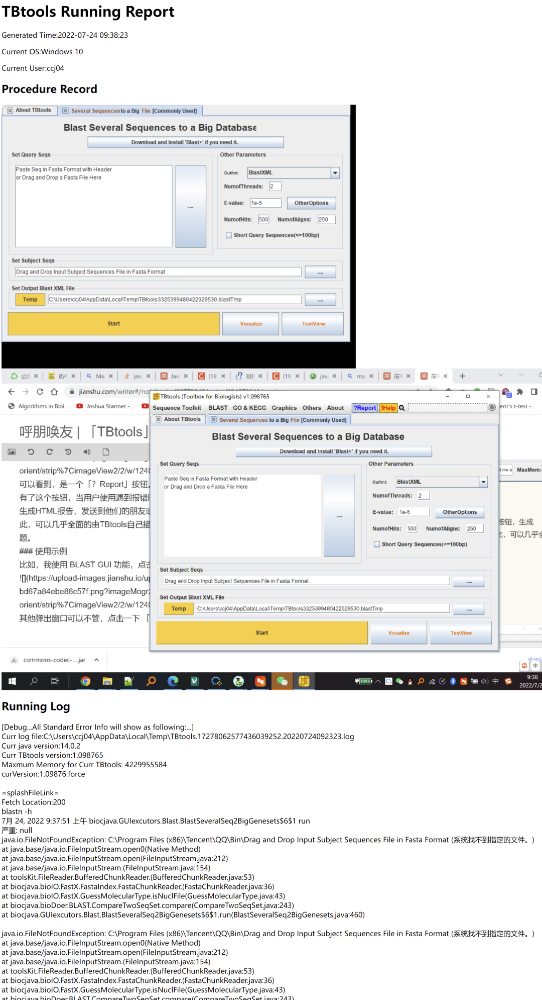 TBtools Running Report
Generated Time:2022-07-24 09:38:23
Current OS:Windows 10
Current User:ccj04
Procedure Record
About TBtools
Several Sequences to a Big File [Commonly Used]
Blast Several Sequences to a Big Database
Download and Install 'Blast+' if you need it.
Set Query Seqs
Other Parameters
Paste Seq in Fasta Format with Header
or Drag and Drop a Fasta File Here
....
Outfmt: BlastXML
NumofThreads: 2
E-value: 1e-5 OtherOptions
NumofHits: 500 NumofAligns: 250
Short Query Sequences(<=100bp)
Set Subject Seqs
Drag and Drop Input Subject Sequences File in Fasta Format ....
Set Output Blast XML File
Temp C:\Users\ccj04\AppData\Local\Temp\TBtools3325399480422029530.blastTmp ....
Start Visualize TextView
Ma java Java (19 (19 java ma
Algorithms in Bioi... Joshua Starmer -... ent's t-test -...
TBtools (Toolbox for Biologists) v1.098765
Sequence Toolkit BLAST GO & KEGG Graphics Others About ?Report !Help
About TBtools
Several Sequences to a Big File [Commonly Used]
呼朋唤友 | 「TBtools」
Blast Several Sequences to a Big Database
Download and Install 'Blast+' if you need it.
Set Query Seqs
Other Parameters
MaxMem:
orient/strip%7CimageView2/2/w/1240
可以看到，是一个「? Report」按钮。
有了这个按钮，当用户使用遇到报错
生成HTML报告，发送到他们的朋友
此，可以几乎全面的由TBtools自己描
题。
### 使用示例
比如，我使用 BLAST GUI 功能，点击
![](https://upload-images.jianshu.io/up
bd67a84ebe86c57f.png?imageMogr2
orient/strip%7CimageView2/2/w/1240
其他弹出窗口可以不管，点击一下「
Paste Seq in Fasta Format with Header
or Drag and Drop a Fasta File Here
....
Outfmt: BlastXML
NumofThreads: 2
E-value: 1e-5 OtherOptions
NumofHits: 500 NumofAligns: 250
Short Query Sequences(<=100bp)
按钮，生成
比，可以几乎全
Set Subject Seqs
Drag and Drop Input Subject Sequences File in Fasta Format ....
Set Output Blast XML File
Temp C:\Users\ccj04\AppData\Local\Temp\TBtools3325399480422029530.blastTmp ....
Start Visualize TextView
commons-codec-....jar
中
100% 中 9:38
2022/7/2
Running Log
[Debug...All Standard Error Info will show as following:...]
Curr log file:C:\Users\ccj04\AppData\Local\Temp\TBtools.17278062577436039252.20220724092323.log
Curr java version:14.0.2
Curr TBtools version:1.098765
Maxmum Memory for Curr TBtools: 4229955584
curVersion:1.09876:force
=splashFileLink=
Fetch Location:200
blastn -h
7月 24, 2022 9:37:51 上午 biocjava.GUIexcutors.Blast.BlastSeveralSeq2BigGenesets$6$1 run
严重: null
java.io.FileNotFoundException: C:\Program Files (x86)\Tencent\QQ\Bin\Drag and Drop Input Subject Sequences File in Fasta Format (系统找不到指定的文件。)
at java.base/java.io.FileInputStream.open0(Native Method)
at java.base/java.io.FileInputStream.open(FileInputStream.java:212)
at java.base/java.io.FileInputStream.(FileInputStream.java:154)
at toolsKit.FileReader.BufferedChunkReader.(BufferedChunkReader.java:53)
at biocjava.bioIO.FastX.FastaIndex.FastaChunkReader.(FastaChunkReader.java:36)
at biocjava.bioIO.FastX.GuessMolecularType.isNuclFile(GuessMolecularType.java:43)
at biocjava.bioDoer.BLAST.CompareTwoSeqSet.compare(CompareTwoSeqSet.java:243)
at biocjava.GUIexcutors.Blast.BlastSeveralSeq2BigGenesets$6$1.run(BlastSeveralSeq2BigGenesets.java:460)
java.io.FileNotFoundException: C:\Program Files (x86)\Tencent\QQ\Bin\Drag and Drop Input Subject Sequences File in Fasta Format (系统找不到指定的文件。)
at java.base/java.io.FileInputStream.open0(Native Method)
at java.base/java.io.FileInputStream.open(FileInputStream.java:212)
at java.base/java.io.FileInputStream.(FileInputStream.java:154)
at toolsKit.FileReader.BufferedChunkReader.(BufferedChunkReader.java:53)
at biocjava.bioIO.FastX.FastaIndex.FastaChunkReader.(FastaChunkReader.java:36)
at biocjava.bioIO.FastX.GuessMolecularType.isNuclFile(GuessMolecularType.java:43)
at biocjava.bioDoer.BLAST.CompareTwoSeqSet.compare(CompareTwoSeqSet.java:243)